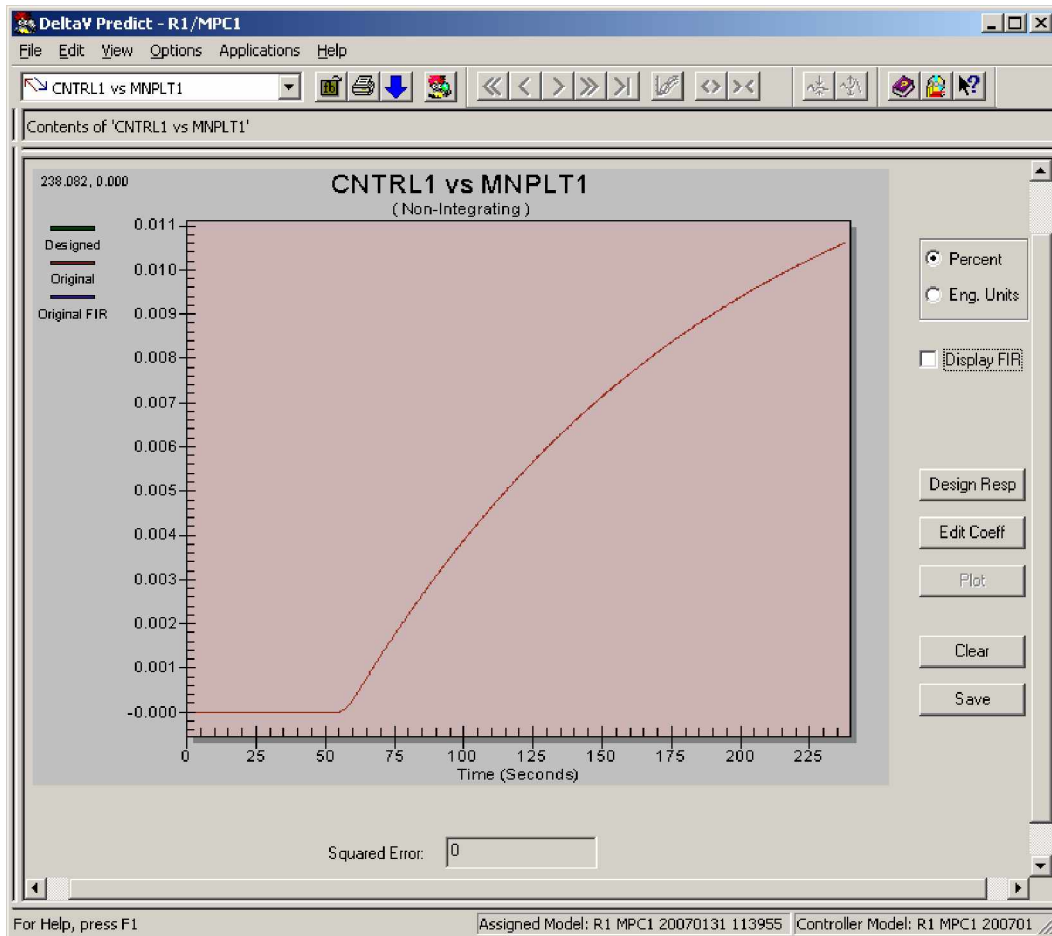 DeltaV Predict - R1/MPC1
File Edit View Options Applications Help
CNTRL1 vs MNPLT1
Contents of 'CNTRL1 vs MNPLT1'
238.082, 0.000
CNTRL1 vs MNPLT1
( Non-Integrating )
Designed
Original
Original FIR
0.011
0.010
0.009
0.008
0.007
0.006
0.005
0.004
0.003
0.002
0.001
-0.000
0 25 50 75 100 125 150 175 200 225
Time (Seconds)
Percent
Eng. Units
Display FIR
Design Resp
Edit Coeff
Plot
Clear
Save
Squared Error: 0
For Help, press F1
Assigned Model: R1 MPC1 20070131 113955
Controller Model: R1 MPC1 200701